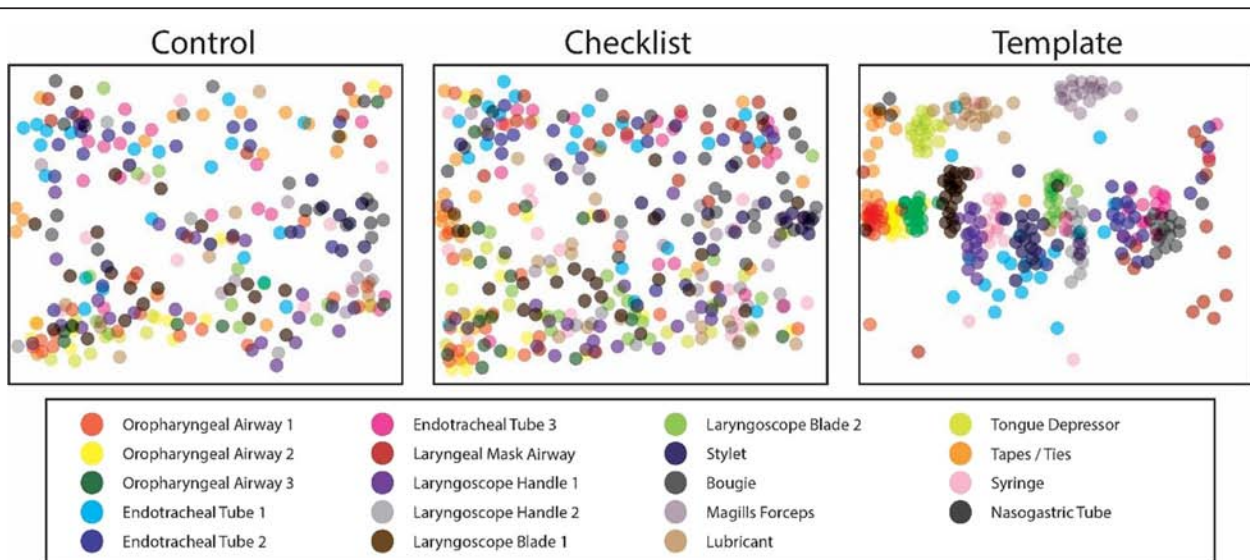 Control Checklist Template
Oropharyngeal Airway 1 Endotracheal Tube 3 Laryngoscope Blade 2 Tongue Depressor
Oropharyngeal Airway 2 Laryngeal Mask Airway Stylet Tapes / Ties
Oropharyngeal Airway 3 Laryngoscope Handle 1 Bougie Syringe
Endotracheal Tube 1 Laryngoscope Handle 2 Magills Forceps Nasogastric Tube
Endotracheal Tube 2 Laryngoscope Blade 1 Lubricant